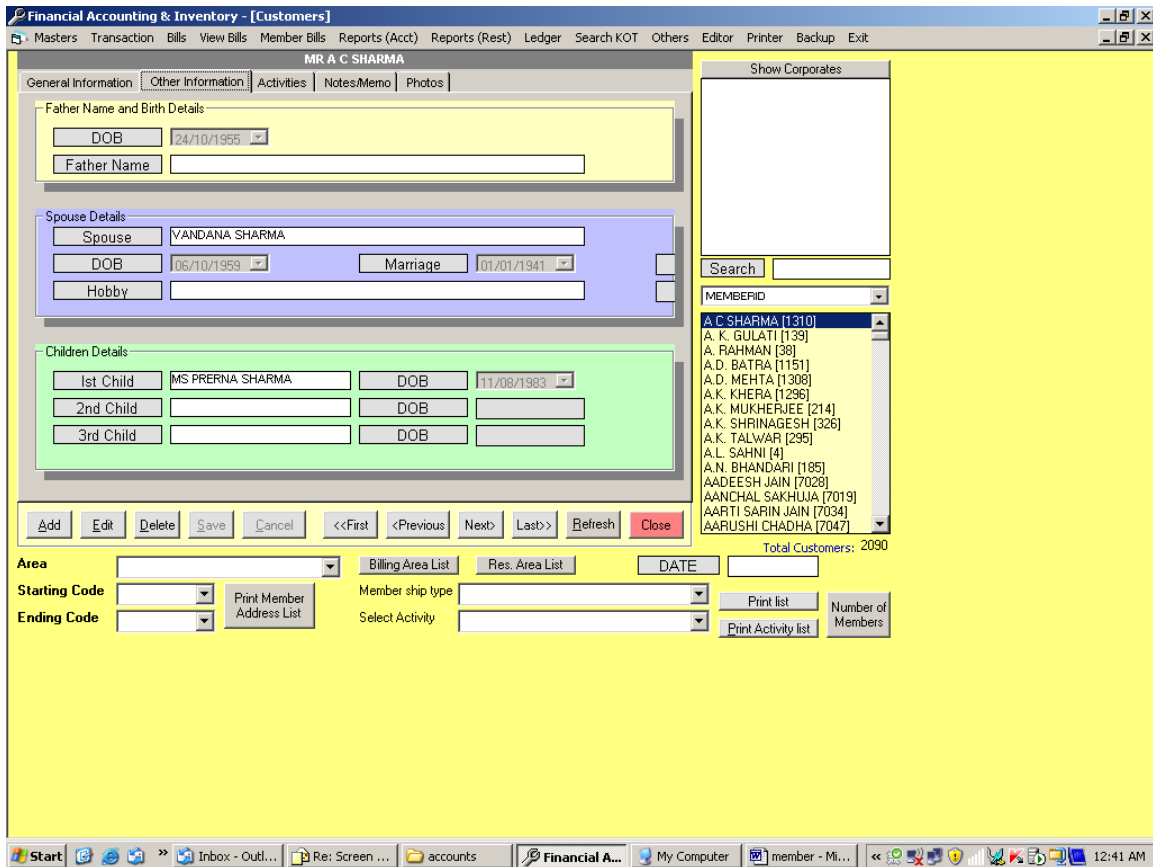 Financial Accounting & Inventory - [Customers]
Masters Transaction Bills View Bills Member Bills Reports (Acct) Reports (Rest) Ledger Search KOT Others Editor Printer Backup Exit
MR A C SHARMA
General Information Other Information Activities Notes/Memo Photos
Father Name and Birth Details
DOB 24/10/1955
Father Name
Spouse Details
Spouse VANDANA SHARMA
DOB 06/10/1959 Marriage 01/01/1941
Hobby
Children Details
Ist Child MS PRERNA SHARMA DOB 11/08/1983
2nd Child DOB
3rd Child DOB
Add Edit Delete Save Cancel <<First <Previous Next> Last>> Refresh Close
Show Corporates
Search
MEMBERID
A C SHARMA [1310]
A. K. GULATI [139]
A. RAHMAN [38]
A.D. BATRA [1151]
A.D. MEHTA [1308]
A.K. KHERA [1296]
A.K. MUKHERJEE [214]
A.K. SHRINAGESH [326]
A.K. TALWAR [295]
A.L. SAHNI [4]
A.N. BHANDARI [185]
AADEESH JAIN [7028]
AANCHAL SAKHUJA [7019]
AARTI SARIN JAIN [7034]
AARUSHI CHADHA [7047]
Total Customers: 2090
Area Billing Area List Res. Area List DATE
Starting Code Print Member Address List Member ship type Print list Number of Members
Ending Code Select Activity Print Activity list
Start » Inbox - Outl... Re: Screen ... accounts Financial A... My Computer member - Mi... « 12:41 AM